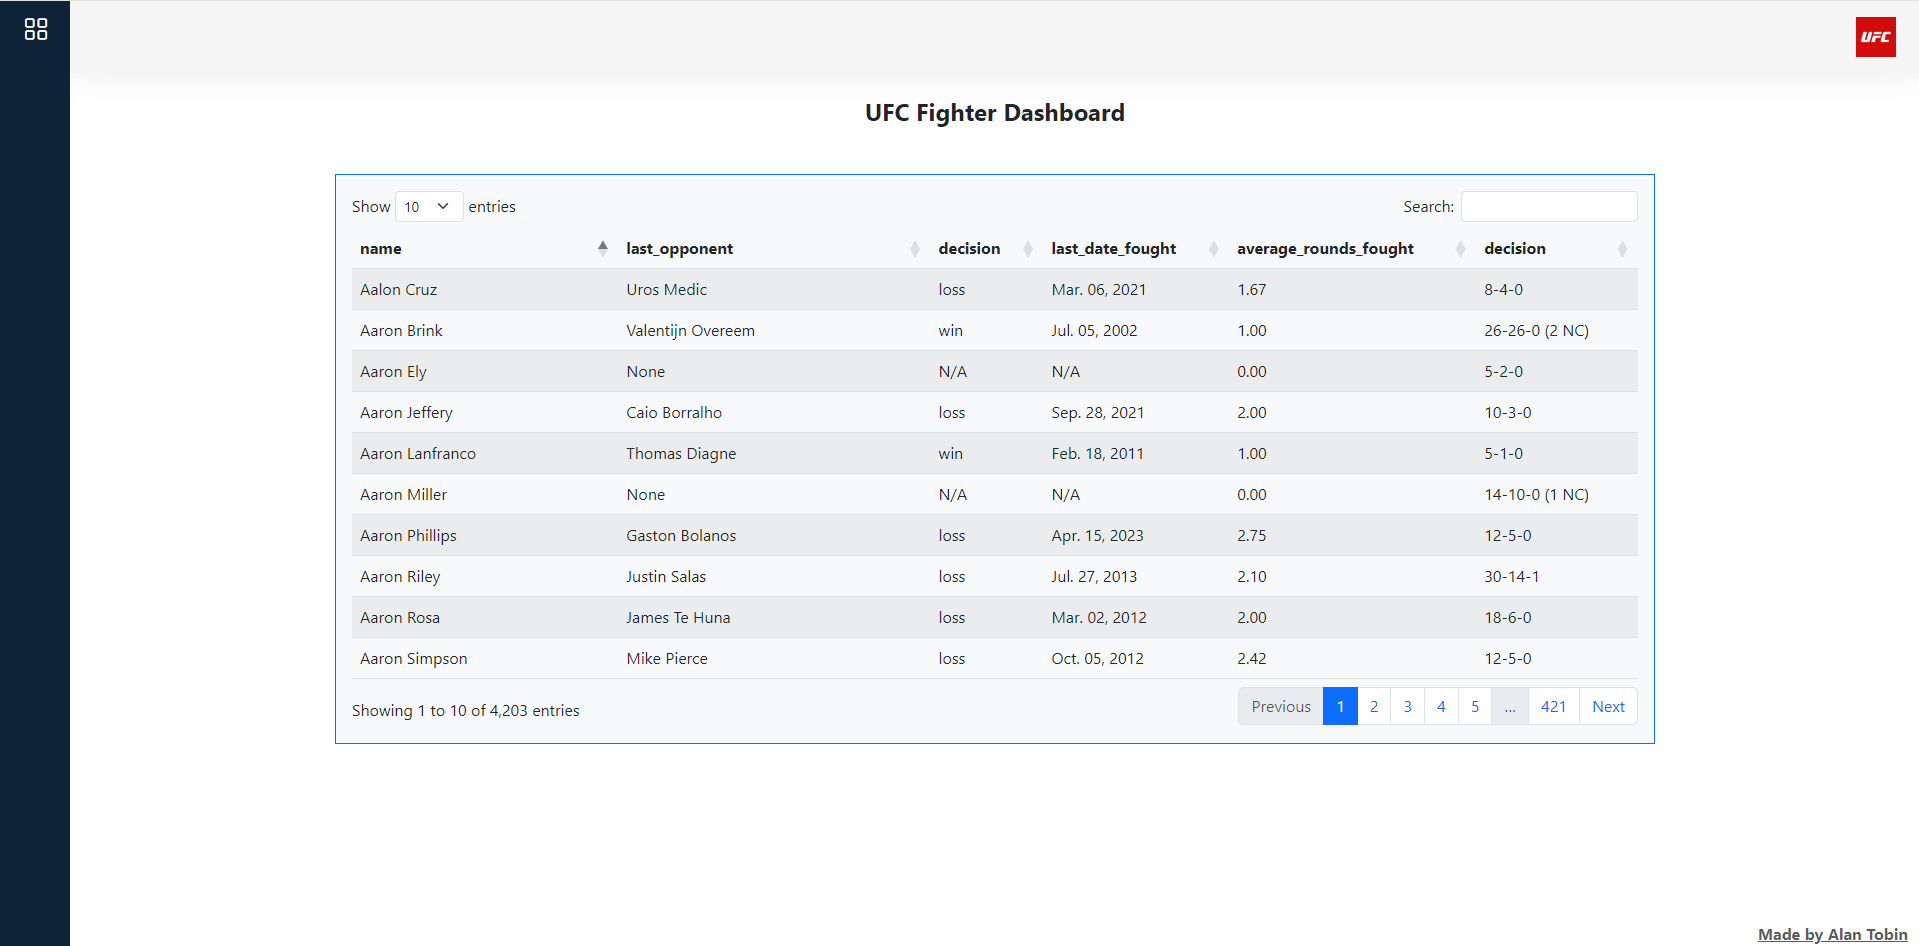 UFC
UFC Fighter Dashboard
Show 10 entries Search:
name last_opponent decision last_date_fought average_rounds_fought decision
Aalon Cruz Uros Medic loss Mar. 06, 2021 1.67 8-4-0
Aaron Brink Valentijn Overeem win Jul. 05, 2002 1.00 26-26-0 (2 NC)
Aaron Ely None N/A N/A 0.00 5-2-0
Aaron Jeffery Caio Borralho loss Sep. 28, 2021 2.00 10-3-0
Aaron Lanfranco Thomas Diagne win Feb. 18, 2011 1.00 5-1-0
Aaron Miller None N/A N/A 0.00 14-10-0 (1 NC)
Aaron Phillips Gaston Bolanos loss Apr. 15, 2023 2.75 12-5-0
Aaron Riley Justin Salas loss Jul. 27, 2013 2.10 30-14-1
Aaron Rosa James Te Huna loss Mar. 02, 2012 2.00 18-6-0
Aaron Simpson Mike Pierce loss Oct. 05, 2012 2.42 12-5-0
Showing 1 to 10 of 4,203 entries Previous 1 2 3 4 5 ... 421 Next
Made by Alan Tobin